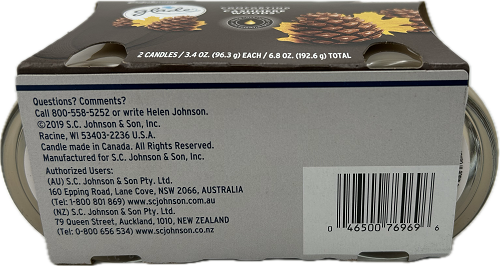 Glade
2 CANDLES / 3.4 OZ. (96.3 g) EACH / 6.8 OZ. (192.6 g) TOTAL
Questions? Comments?
Call 800-558-5252 or write Helen Johnson.
©2019 S.C. Johnson & Son, Inc.
Racine, WI 53403-2236 U.S.A.
Candle made in Canada. All Rights Reserved.
Manufactured for S.C. Johnson & Son, Inc.
Authorized Users:
(AU) S.C. Johnson & Son Pty. Ltd.
160 Epping Road, Lane Cove, NSW 2066, AUSTRALIA
(Tel: 1-800 801 869) www.scjohnson.com.au
(NZ) S.C. Johnson & Son Pty. Ltd.
79 Queen Street, Auckland, 1010, NEW ZEALAND
(Tel: 0-800 656 534) www.scjohnson.co.nz
0 46500 76969 6